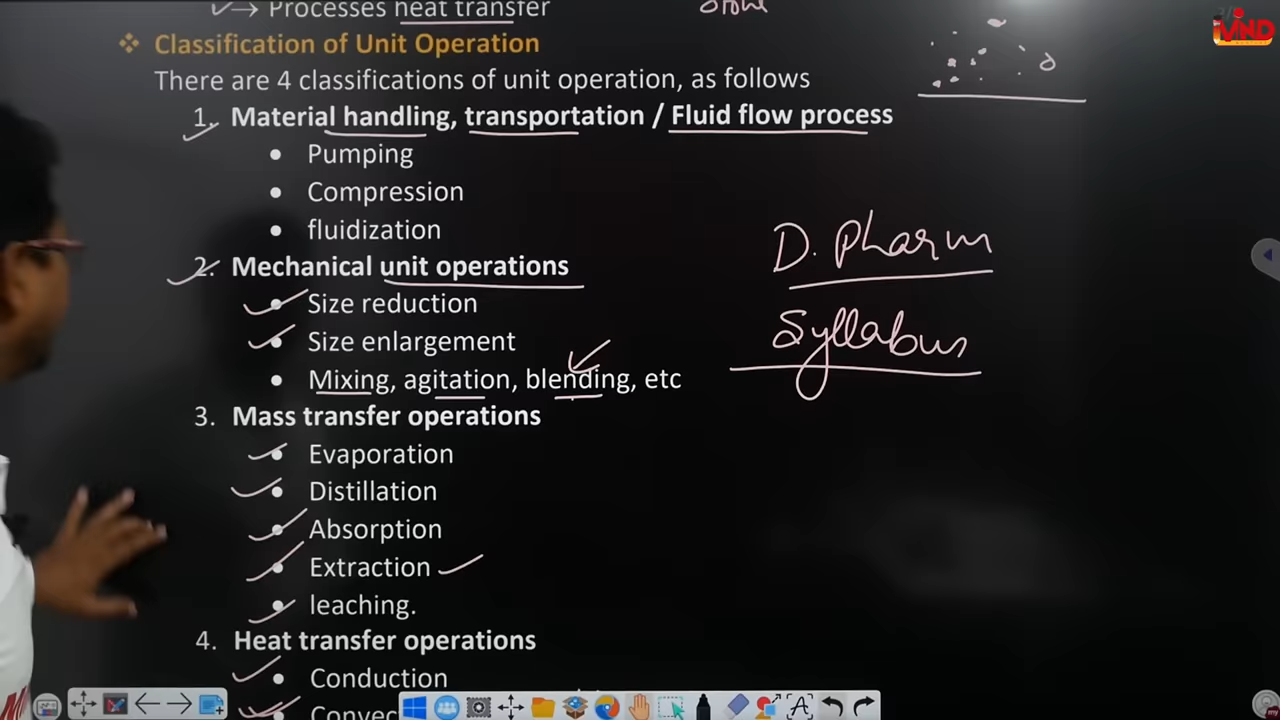 → Processes heat transfer
Classification of Unit Operation
There are 4 classifications of unit operation, as follows
1. Material handling, transportation / Fluid flow process
• Pumping
• Compression
• fluidization
2. Mechanical unit operations
• Size reduction
• Size enlargement
• Mixing, agitation, blending, etc
3. Mass transfer operations
• Evaporation
• Distillation
• Absorption
• Extraction
• leaching.
4. Heat transfer operations
• Conduction
D. Pharm
Syllabus